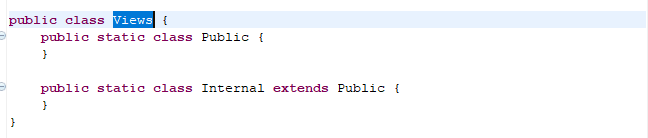 public class Views {
    public static class Public {
    }

    public static class Internal extends Public {
    }
}